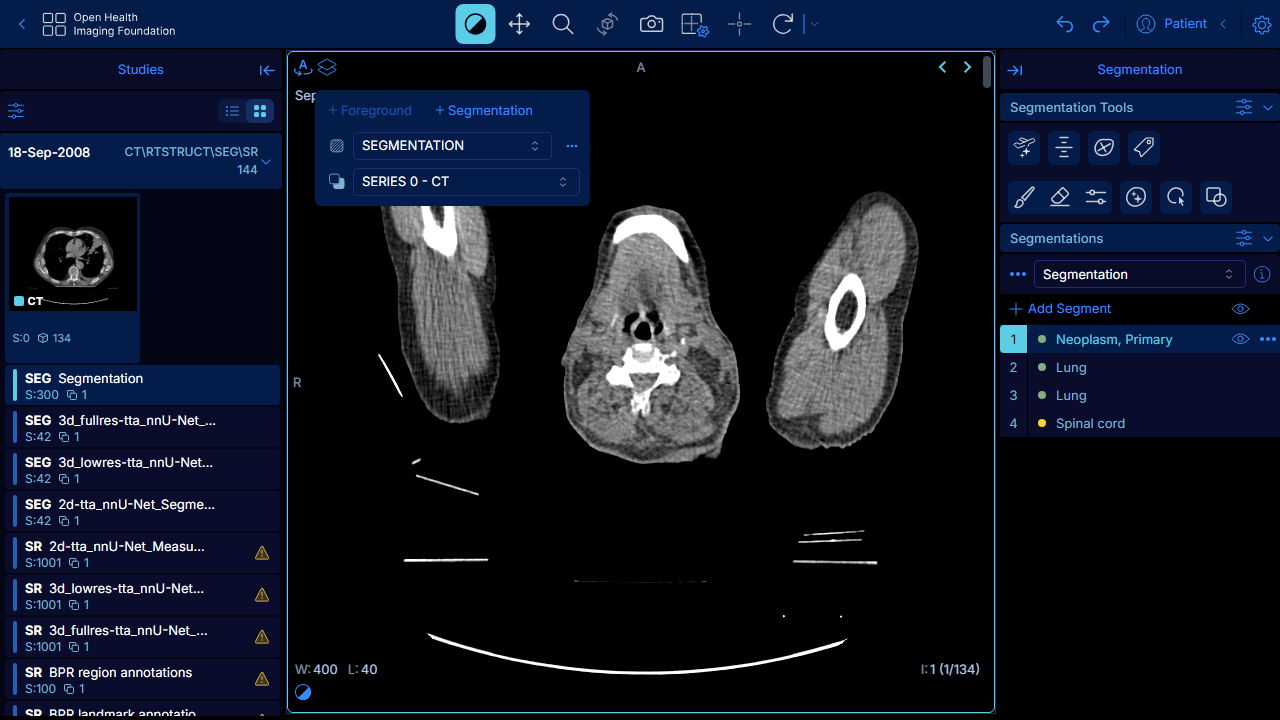 Open Health
Imaging Foundation
Patient
Studies
18-Sep-2008
CT\RTSTRUCT\SEG\SR
144
CT
S:0 134
SEG Segmentation
S:300 1
SEG 3d_fullres-tta_nnU-Net_...
S:42 1
SEG 3d_lowres-tta_nnU-Net...
S:42 1
SEG 2d-tta_nnU-Net_Segme...
S:42 1
SR 2d-tta_nnU-Net_Measu...
S:1001 1
SR 3d_lowres-tta_nnU-Net...
S:1001 1
SR 3d_fullres-tta_nnU-Net_...
S:1001 1
SR BPR region annotations
S:100 1
SR BPR landmark annotatio
A
A
Sep
+ Foreground + Segmentation
SEGMENTATION
SERIES 0 - CT
R
W:400 L:40
I:1 (1/134)
Segmentation
Segmentation Tools
Segmentations
Segmentation
Add Segment
1 Neoplasm, Primary
2 Lung
3 Lung
4 Spinal cord